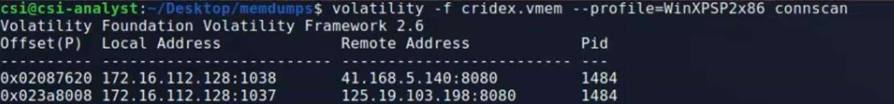 csi@csi-analyst:~/Desktop/memdumps$ volatility -f cridex.vmem --profile=WinXPSP2x86 connscan
Volatility Foundation Volatility Framework 2.6
Offset(P) Local Address Remote Address Pid
---------- ------------------------- ------------------------- ---
0x02087620 172.16.112.128:1038 41.168.5.140:8080 1484
0x023a8008 172.16.112.128:1037 125.19.103.198:8080 1484